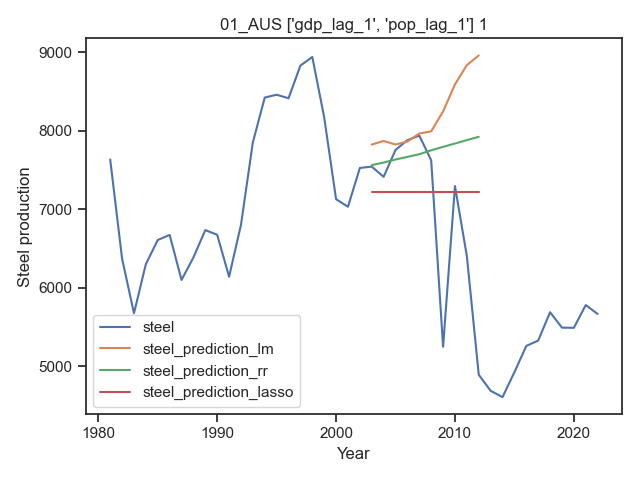 01_AUS ['gdp_lag_1', 'pop_lag_1'] 1
9000
8000
7000
6000
5000
Steel production
steel
steel_prediction_lm
steel_prediction_rr
steel_prediction_lasso
1980
1990
2000
2010
2020
Year